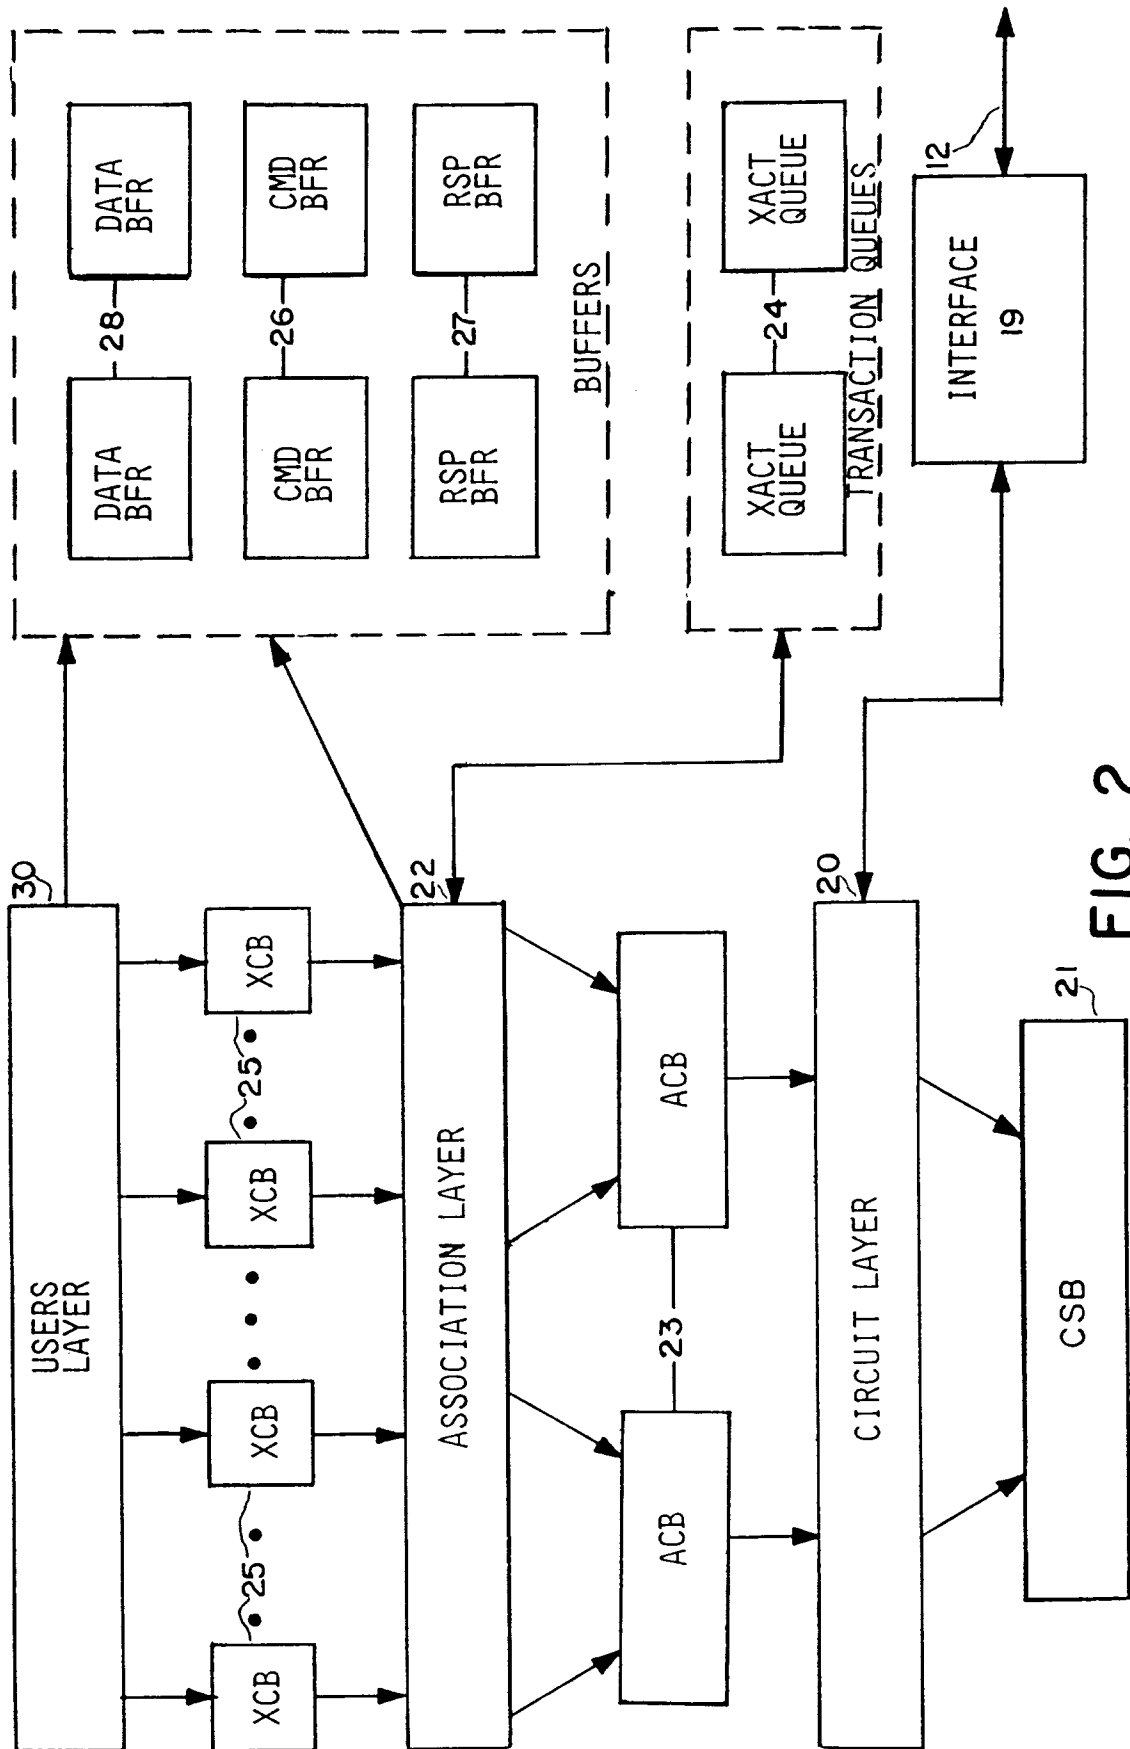 USERS
LAYER
30
XCB
XCB
XCB
XCB
25
25
ASSOCIATION LAYER
22
ACB
ACB
23
CIRCUIT LAYER
20
CSB
21
DATA
BFR
28
DATA
BFR
CMD
BFR
26
CMD
BFR
RSP
BFR
27
RSP
BFR
BUFFERS
XACT
QUEUE
24
XACT
QUEUE
TRANSACTION QUEUES
INTERFACE
19
12
FIG. 2